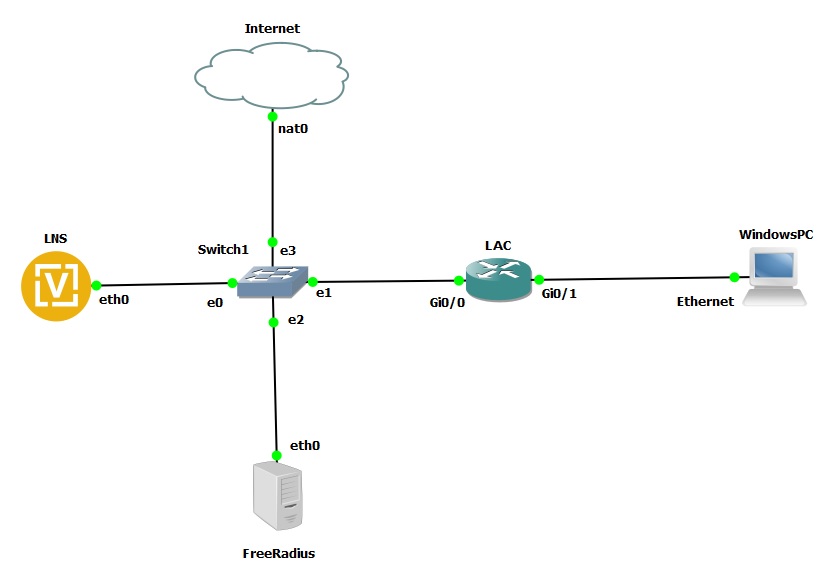 Internet
nat0
LNS
Switch1
e3
LAC
WindowsPC
eth0
e0
e1
Gi0/0
Gi0/1
Ethernet
e2
eth0
FreeRadius
V